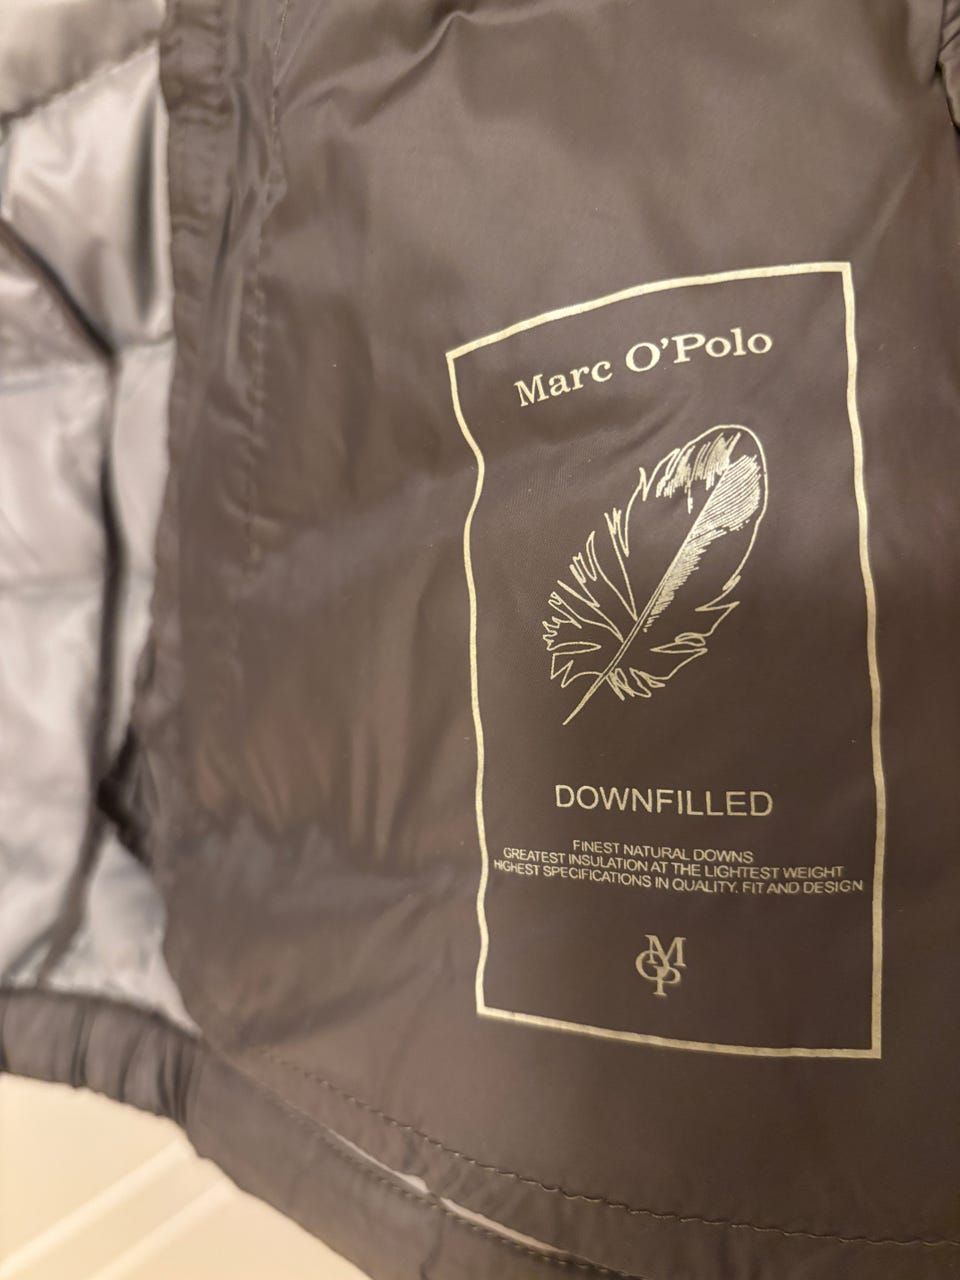 Marc O'Polo
DOWNFILLED
FINEST NATURAL DOWNS
GREATEST INSULATION AT THE LIGHTEST WEIGHT
HIGHEST SPECIFICATIONS IN QUALITY, FIT AND DESIGN
MOP